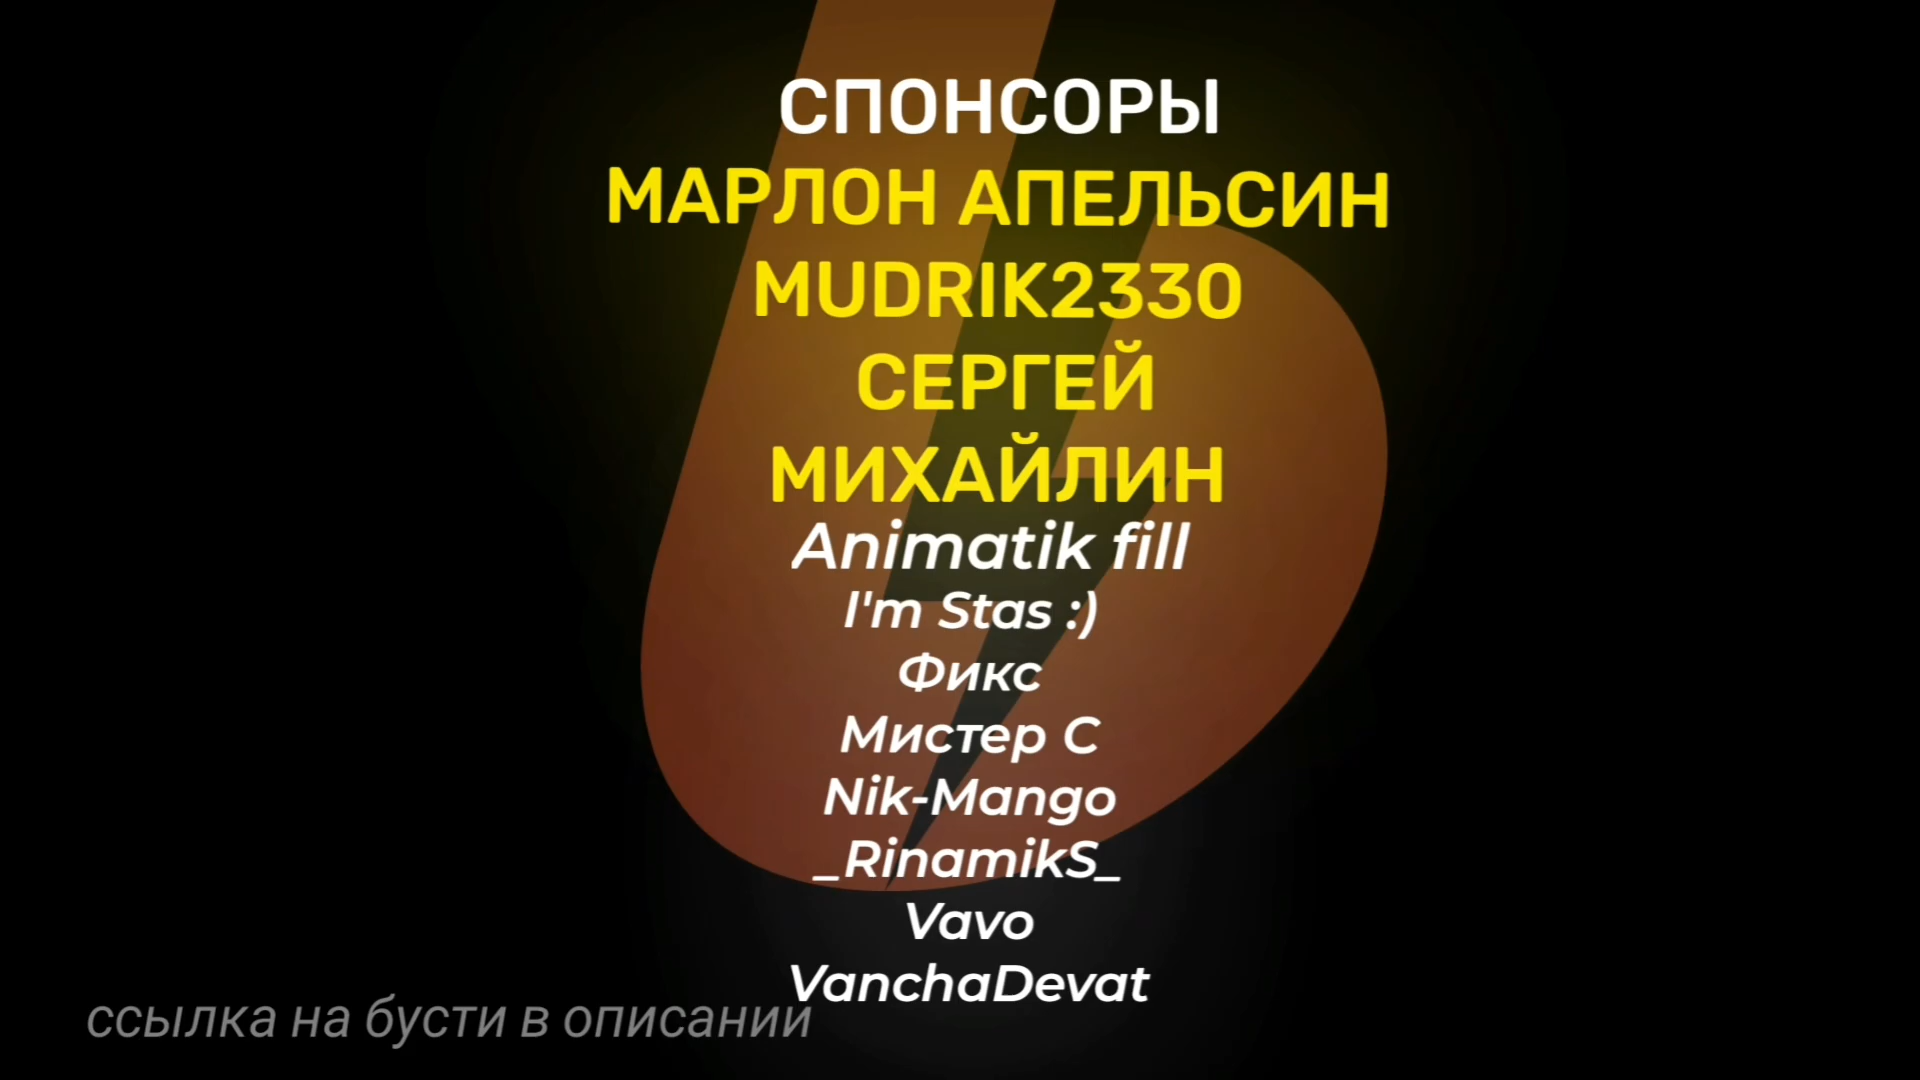 СПОНСОРЫ
МАРЛОН АПЕЛЬСИН
MUDRIK2330
СЕРГЕЙ
МИХАЙЛИН
Animatik fill
I'm Stas :)
Фикс
Мистер С
Nik-Mango
_RinamikS_
Vavo
VanchaDevat
ссылка на бусти в описании